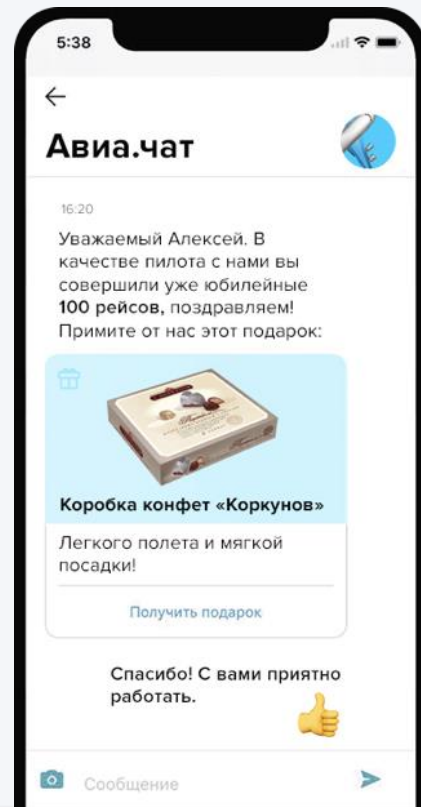 5:38
Авиа.чат
16:20
Уважаемый Алексей. В
качестве пилота с нами вы
совершили уже юбилейные
100 рейсов, поздравляем!
Примите от нас этот подарок:
Коробка конфет «Коркунов»
Легкого полета и мягкой
посадки!
Получить подарок
Спасибо! С вами приятно
работать.
Сообщение